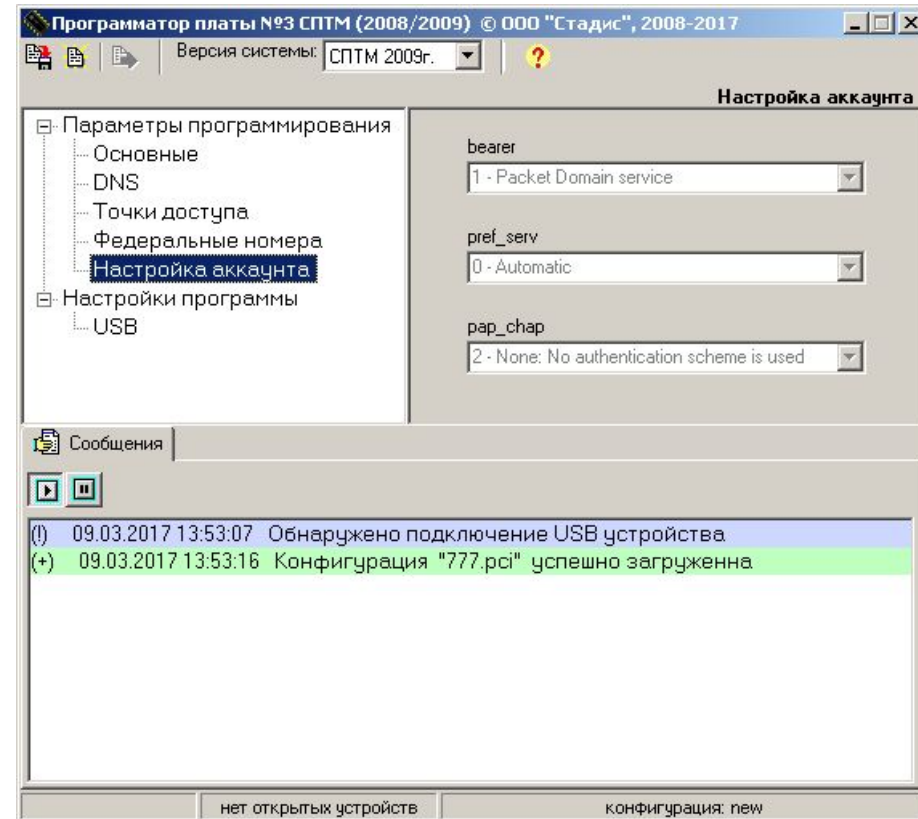 Программатор платы №3 СПТМ (2008/2009) © ООО "Стадис", 2008-2017
Версия системы: СПТМ 2009г. ?
Настройка аккаунта
Параметры программирования
Основные
DNS
Точки доступа
Федеральные номера
Настройка аккаунта
Настройки программы
USB
bearer
1 - Packet Domain service
pref_serv
0 - Automatic
pap_chap
2 - None: No authentication scheme is used
Сообщения
(!) 09.03.2017 13:53:07 Обнаружено подключение USB устройства
(+) 09.03.2017 13:53:16 Конфигурация "777.pci" успешно загруженна
нет открытых устройств конфигурация: new